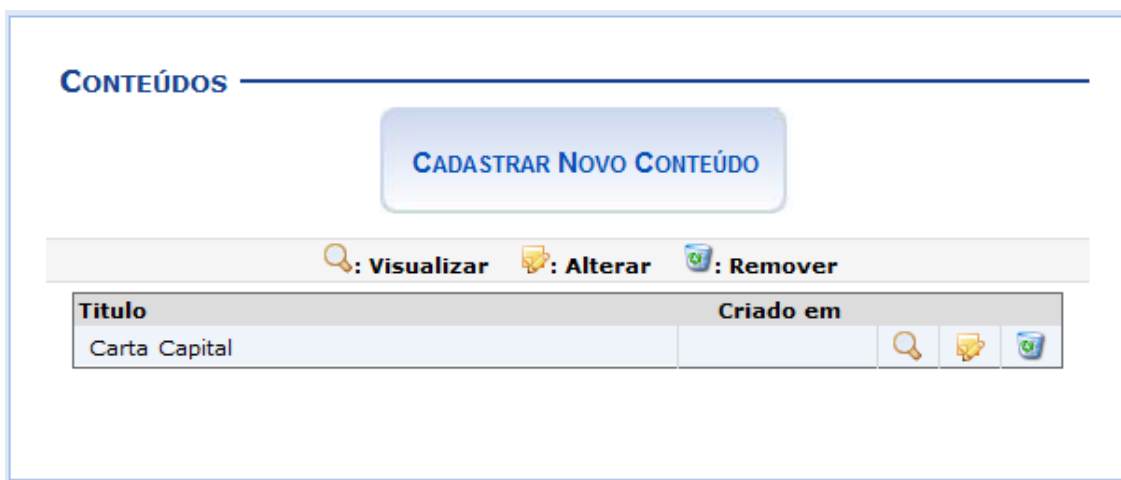 CONTEÚDOS
CADASTRAR NOVO CONTEÚDO
: Visualizar : Alterar : Remover
Titulo Criado em
Carta Capital